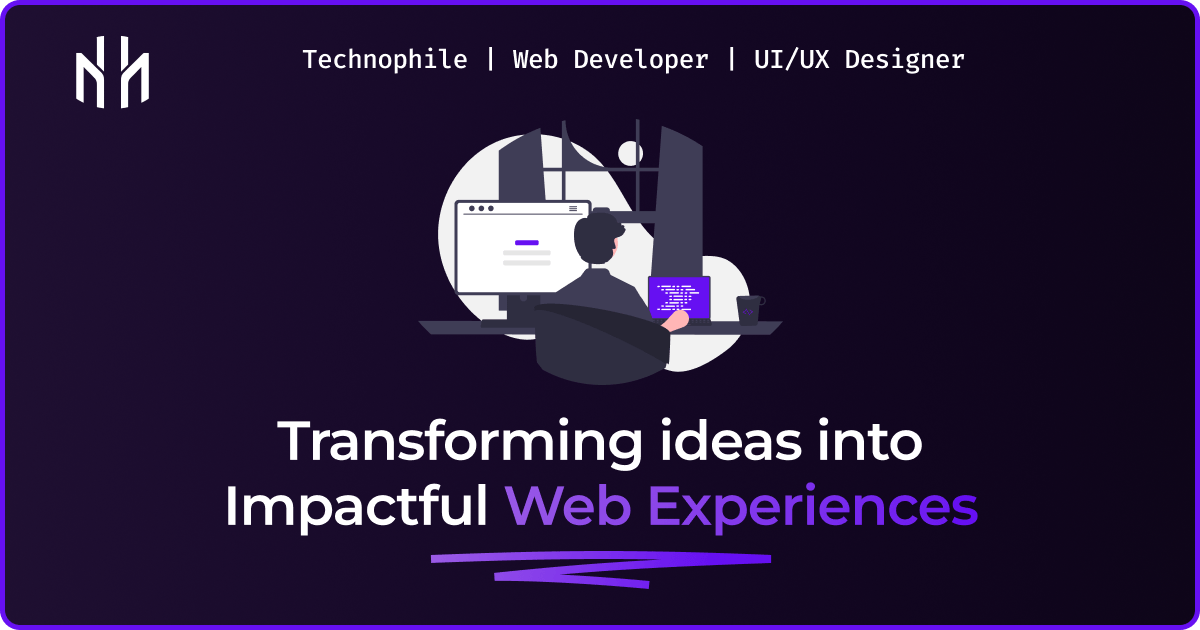 Technophile | Web Developer | UI/UX Designer
Transforming ideas into
Impactful Web Experiences